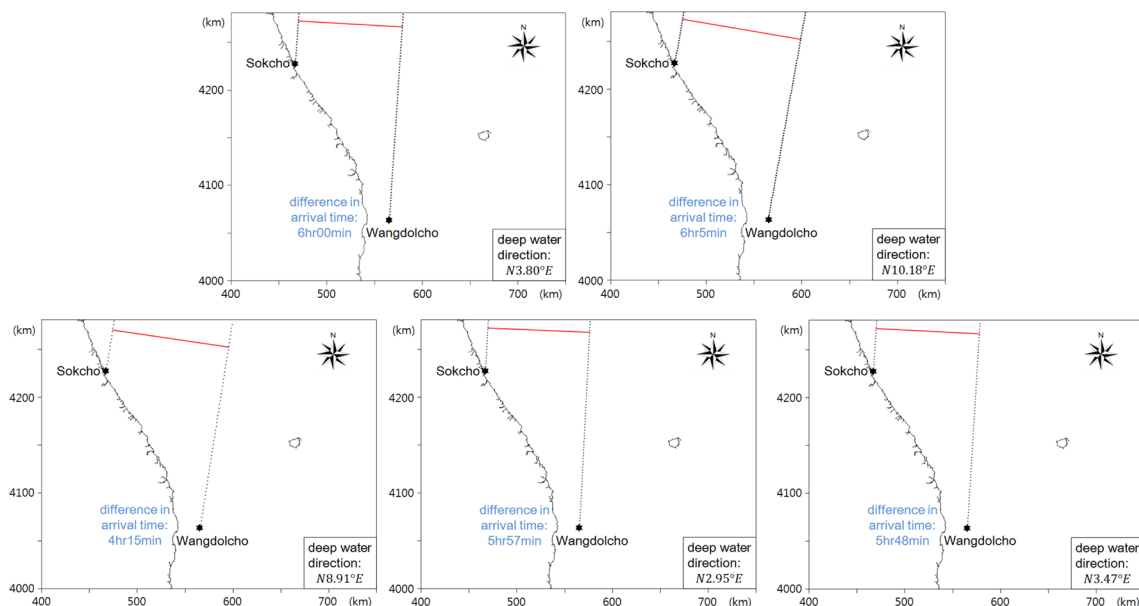 (km)
N
Sokcho
4200
4100
difference in
arrival time:
6hr00min
Wangdolcho
deep water
direction:
N3.80°E
4000
400
500
600
700
(km)
(km)
N
Sokcho
4200
4100
difference in
arrival time:
6hr5min
Wangdolcho
deep water
direction:
N10.18°E
4000
400
500
600
700
(km)
(km)
N
Sokcho
4200
4100
difference in
arrival time:
4hr15min
Wangdolcho
deep water
direction:
N8.91°E
4000
400
500
600
700
(km)
(km)
N
Sokcho
4200
4100
difference in
arrival time:
5hr57min
Wangdolcho
deep water
direction:
N2.95°E
4000
400
500
600
700
(km)
(km)
N
Sokcho
4200
4100
difference in
arrival time:
5hr48min
Wangdolcho
deep water
direction:
N3.47°E
4000
400
500
600
700
(km)